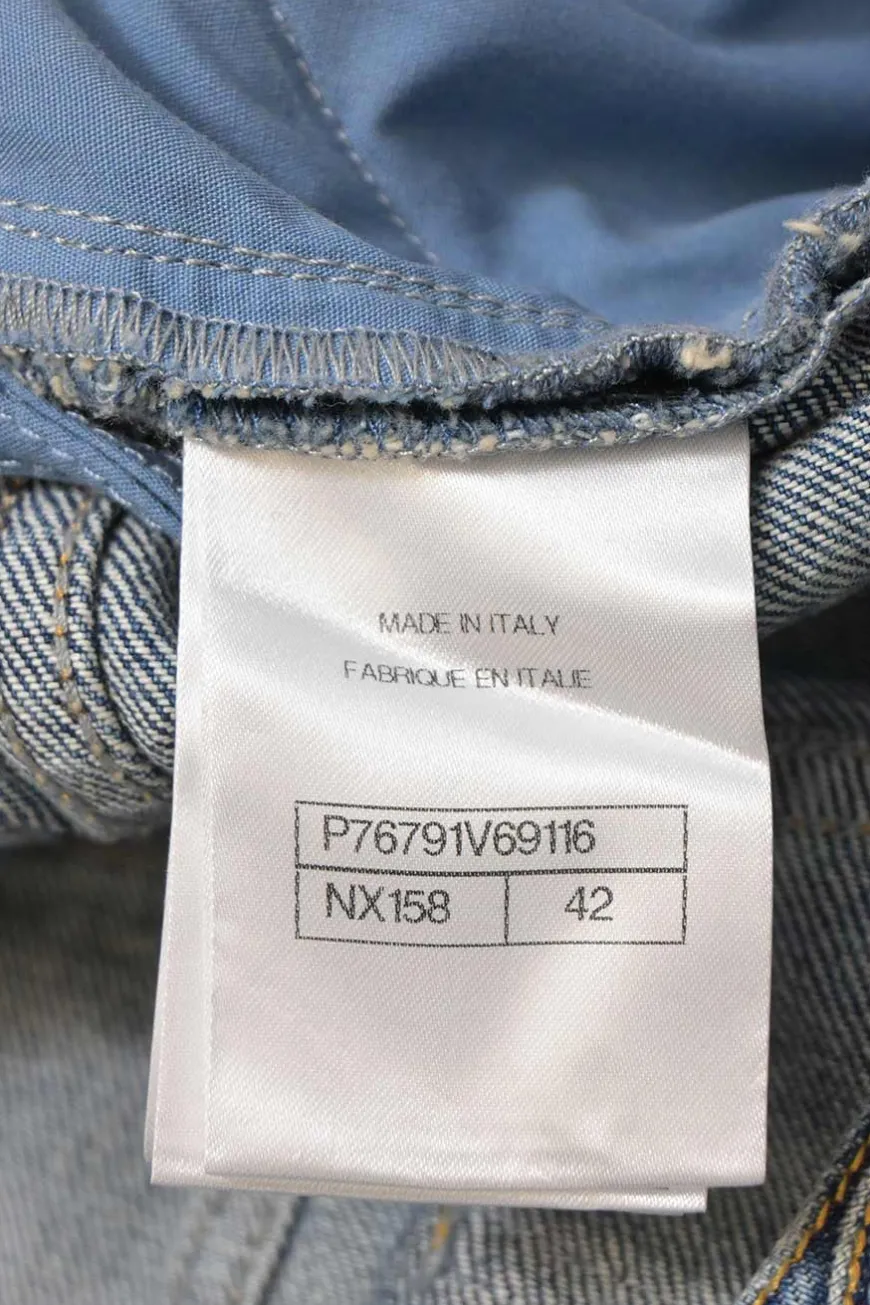 MADE IN ITALY
FABRIQUE EN ITALIE
P76791V69116
NX158 42